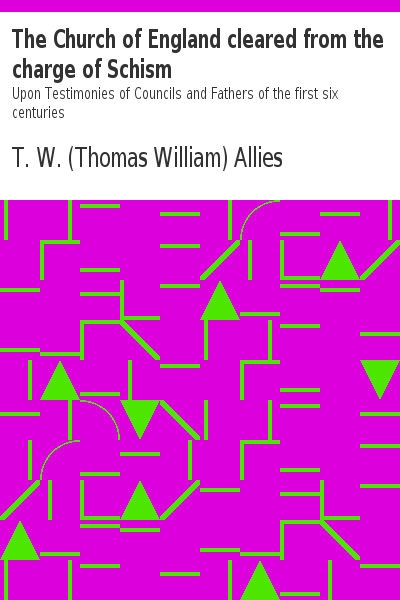 The Church of England cleared from the
charge of Schism
Upon Testimonies of Councils and Fathers of the first six
centuries
T. W. (Thomas William) Allies